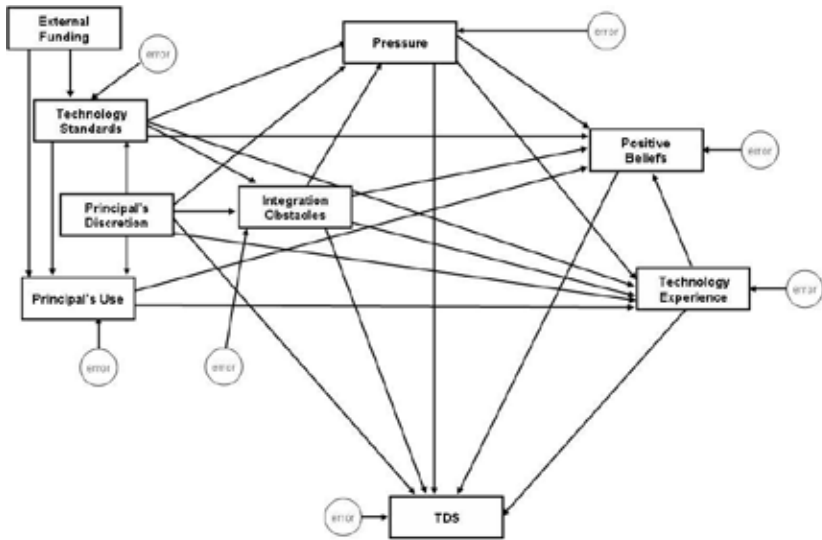 External
Funding
error
Pressure
error
Technology
Standards
Positive
Beliefs
error
Principal's
Discretion
Integration
Obstacles
Technology
Experience
error
Principal's Use
error
error
error
TDS